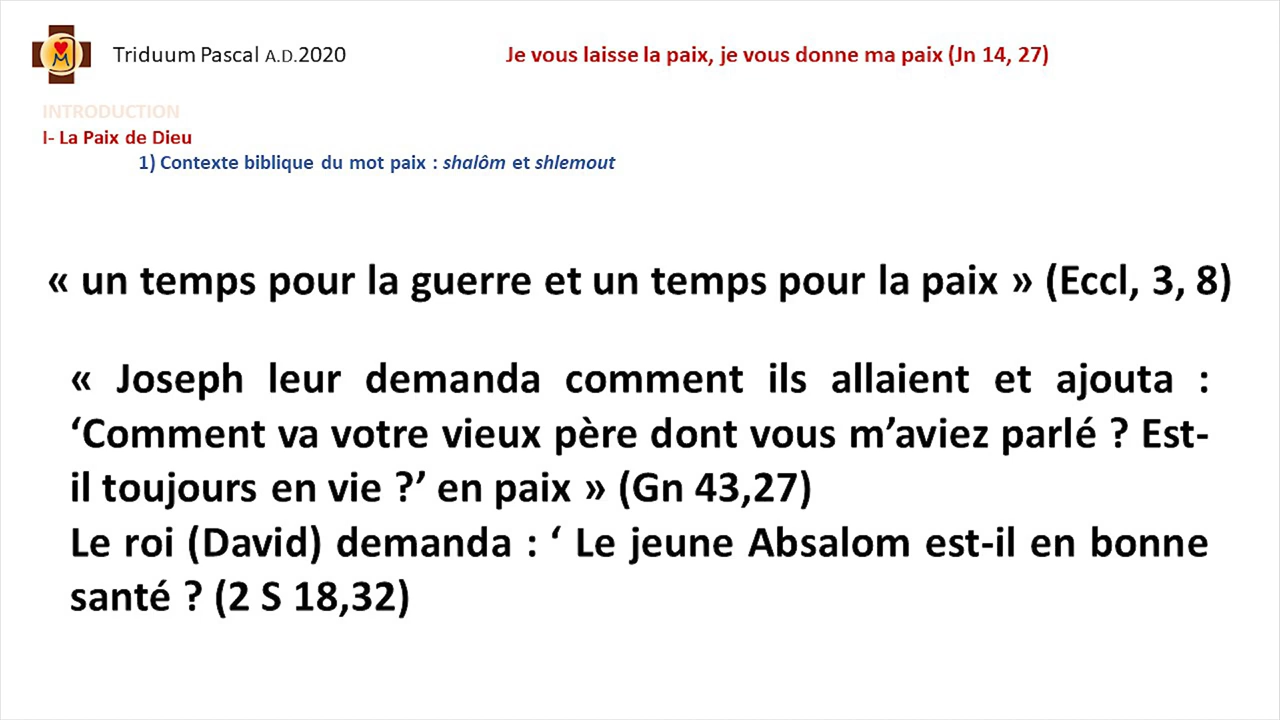 Triduum Pascal A.D.2020
Je vous laisse la paix, je vous donne ma paix (Jn 14, 27)
INTRODUCTION
I- La Paix de Dieu
1) Contexte biblique du mot paix : shalôm et shlemout
« un temps pour la guerre et un temps pour la paix » (Eccl, 3, 8)
« Joseph leur demanda comment ils allaient et ajouta :
‘Comment va votre vieux père dont vous m’aviez parlé ? Est-
il toujours en vie ?’ en paix » (Gn 43,27)
Le roi (David) demanda : ‘ Le jeune Absalom est-il en bonne
santé ? (2 S 18,32)